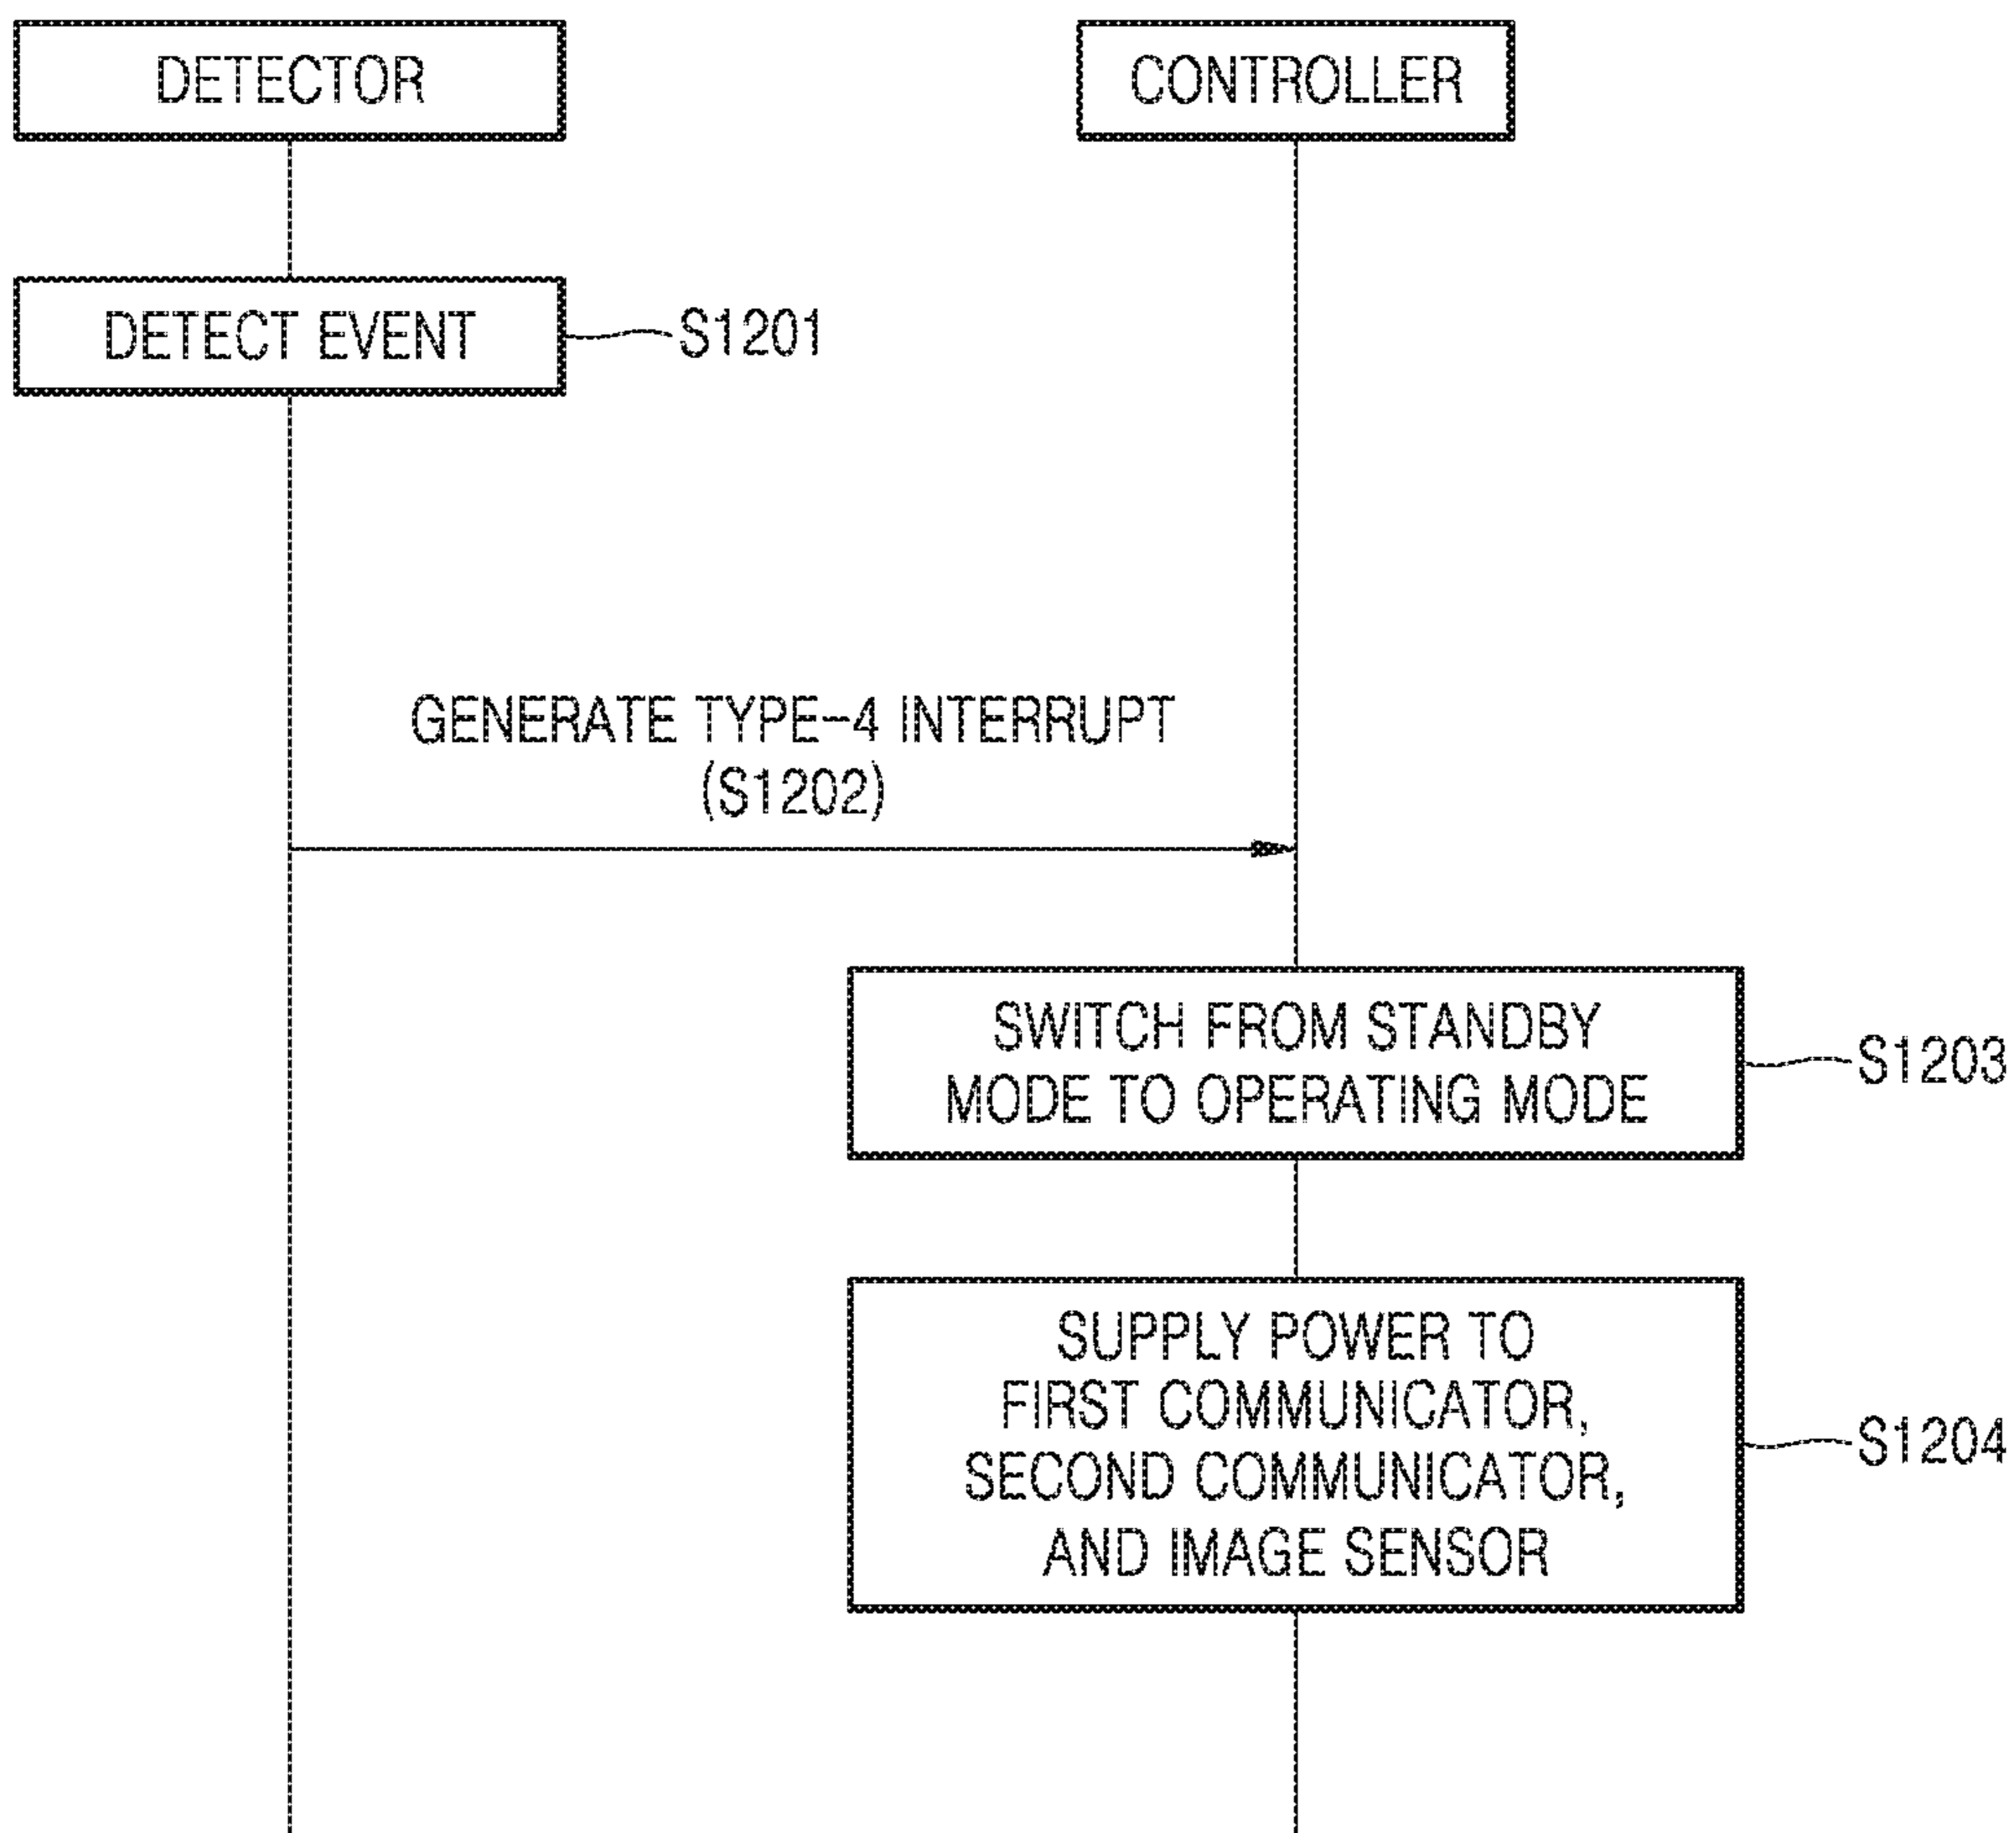 DETECTOR
CONTROLLER
DETECT EVENT
S1201
GENERATE TYPE-4 INTERRUPT
(S1202)
SWITCH FROM STANDBY
MODE TO OPERATING MODE
S1203
SUPPLY POWER TO
FIRST COMMUNICATOR,
SECOND COMMUNICATOR,
AND IMAGE SENSOR
S1204